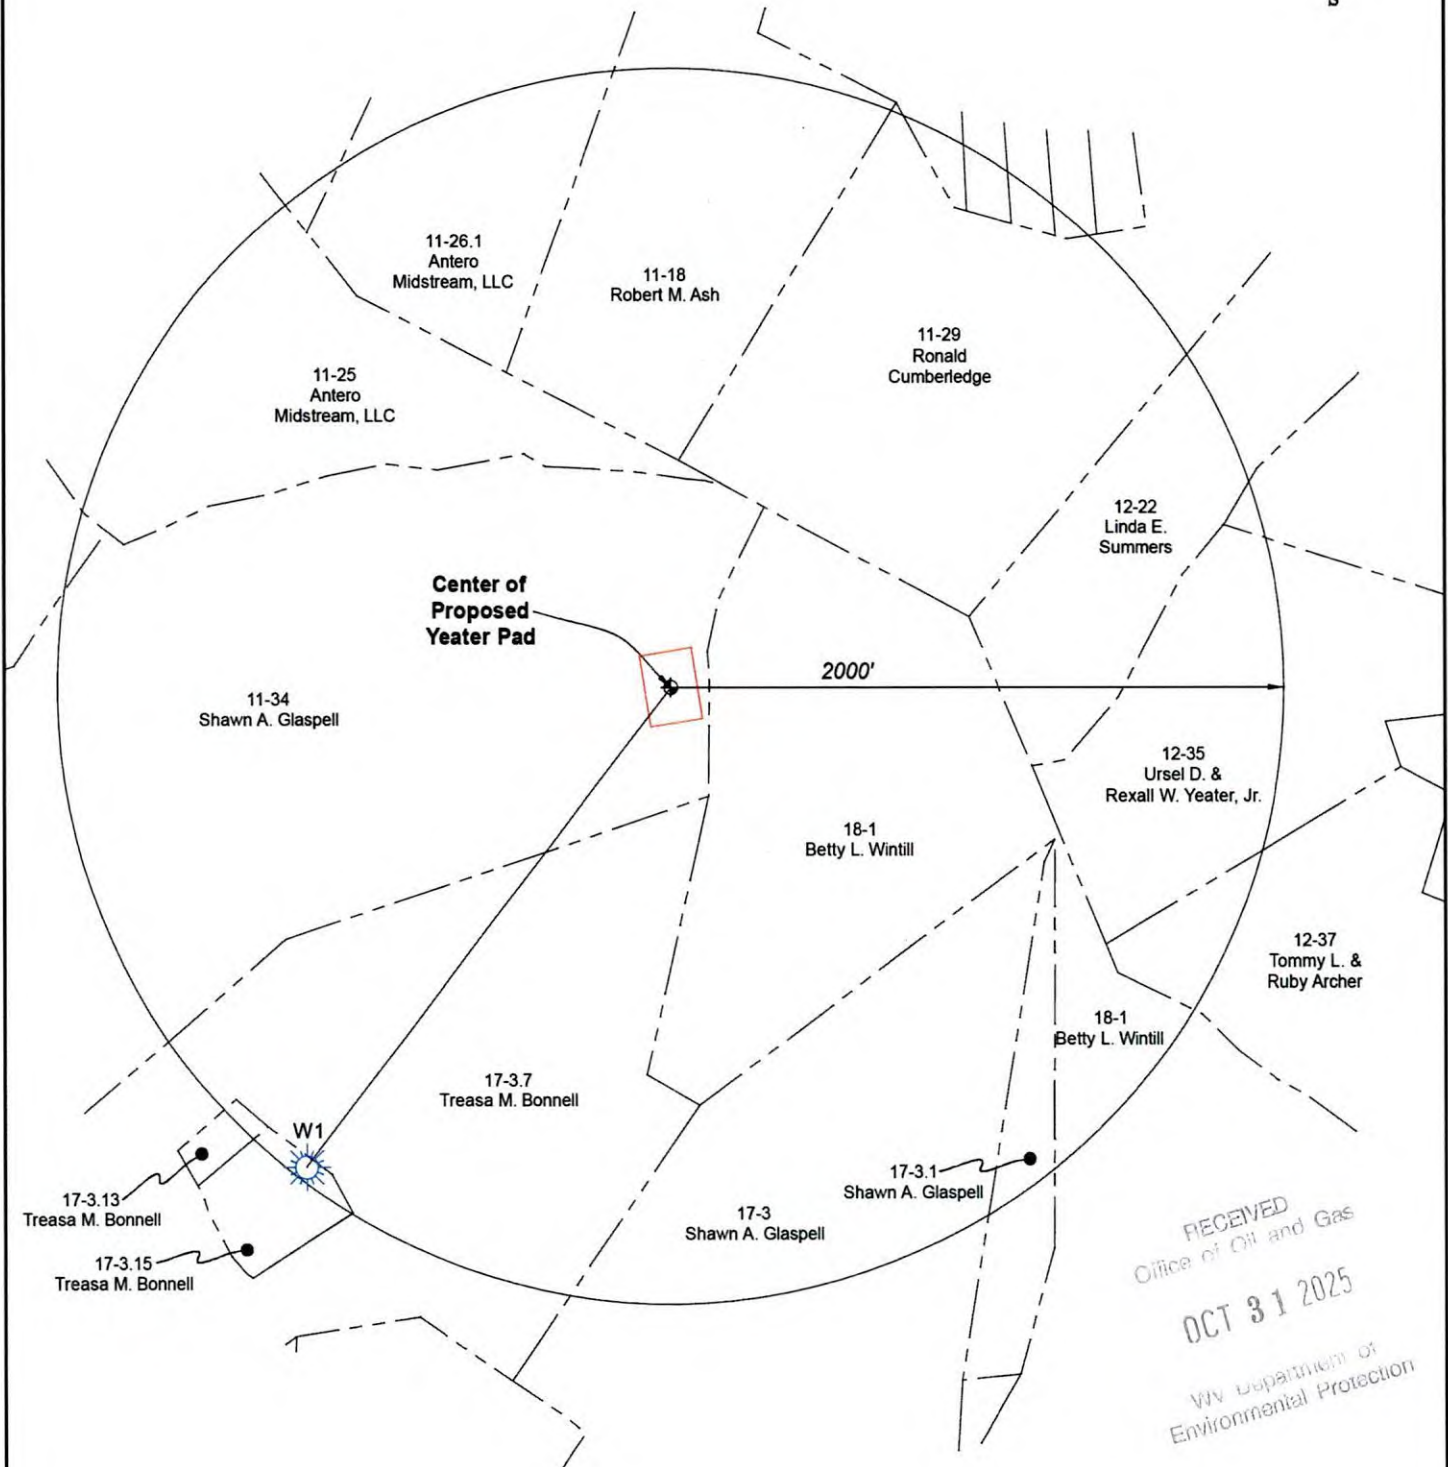 S
11-26.1
Antero
Midstream, LLC
11-18
Robert M. Ash
11-29
Ronald
Cumberledge
11-25
Antero
Midstream, LLC
12-22
Linda E.
Summers
Center of
Proposed
Yeater Pad
2000'
11-34
Shawn A. Glaspell
12-35
Ursel D. &
Rexall W. Yeater, Jr.
18-1
Betty L. Wintill
12-37
Tommy L. &
Ruby Archer
18-1
Betty L. Wintill
17-3.7
Treasa M. Bonnell
W1
17-3.1
Shawn A. Glaspell
17-3.13
Treasa M. Bonnell
17-3
Shawn A. Glaspell
17-3.15
Treasa M. Bonnell
RECEIVED
Office of Oil and Gas
OCT 31 2025
WV Department of
Environmental Protection